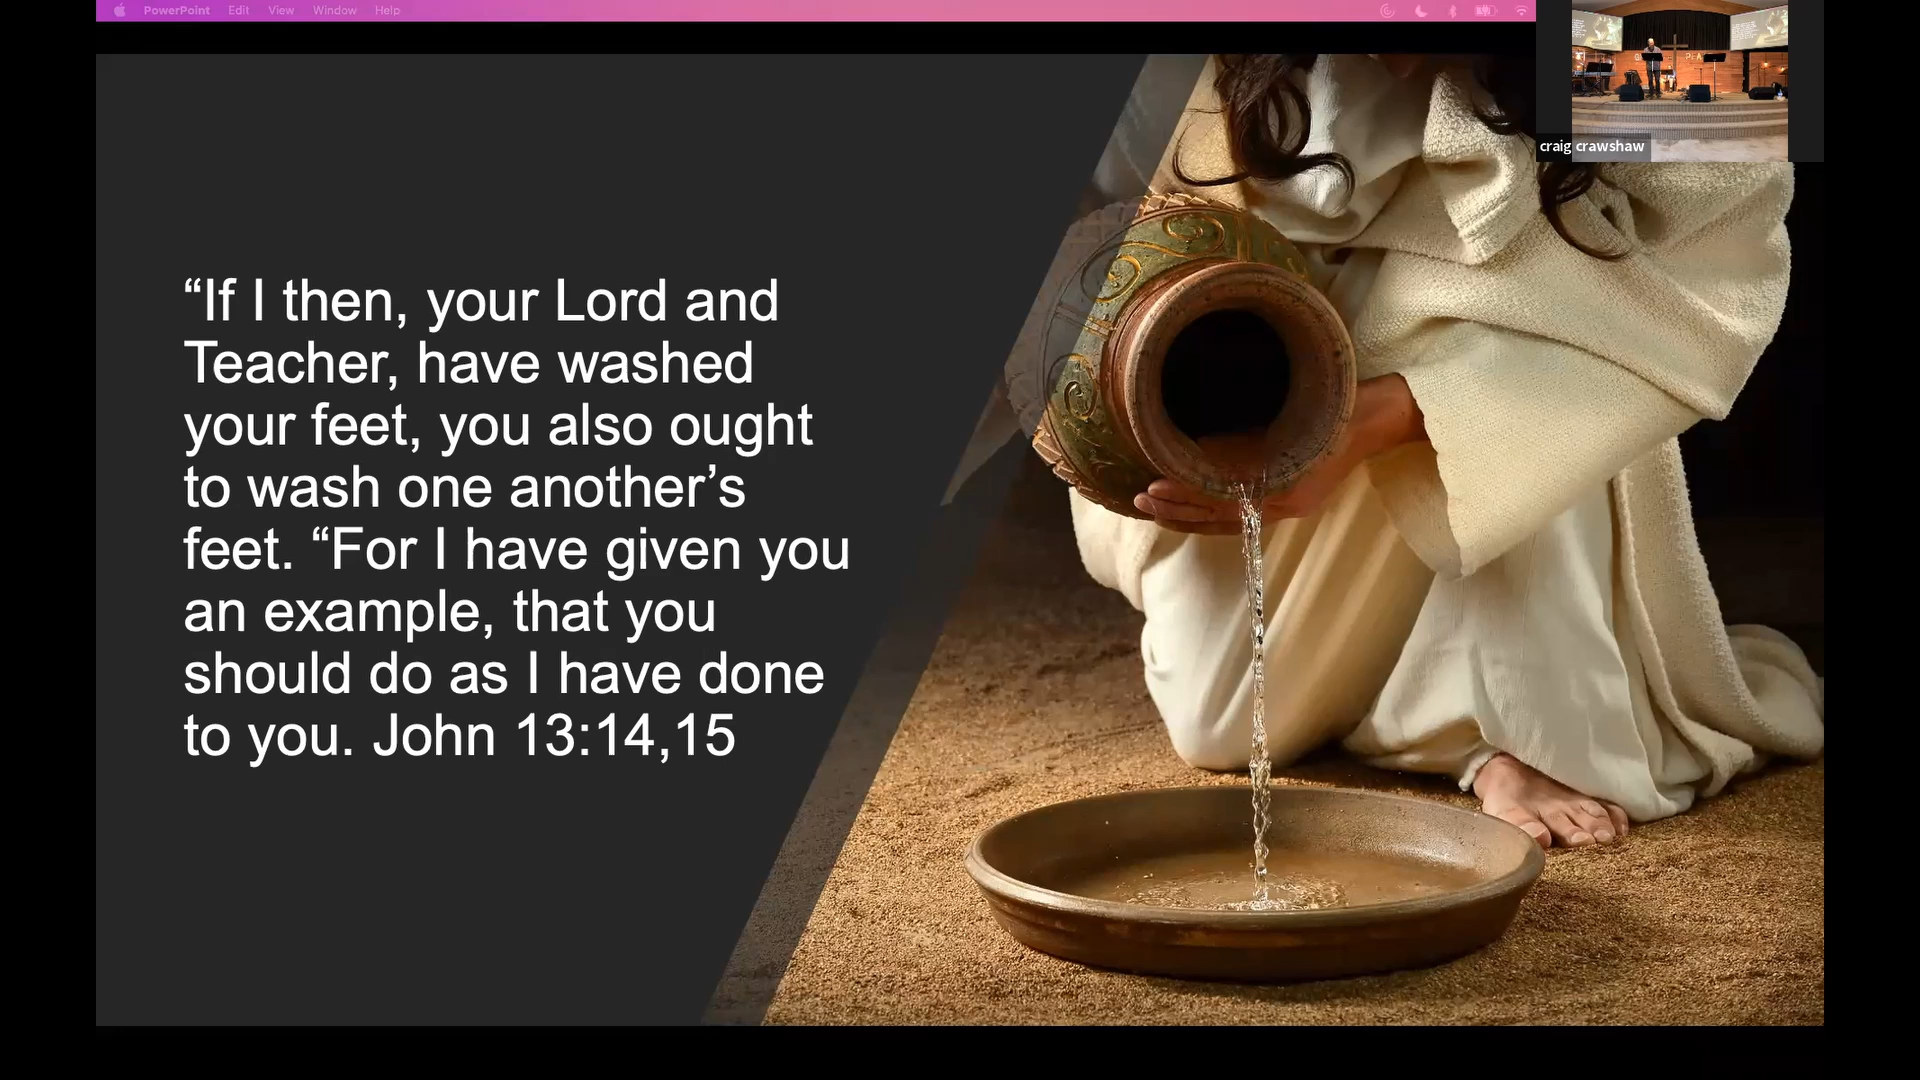 PowerPoint Edit View Window Help
craig crawshaw
“If I then, your Lord and
Teacher, have washed
your feet, you also ought
to wash one another’s
feet. “For I have given you
an example, that you
should do as I have done
to you. John 13:14,15